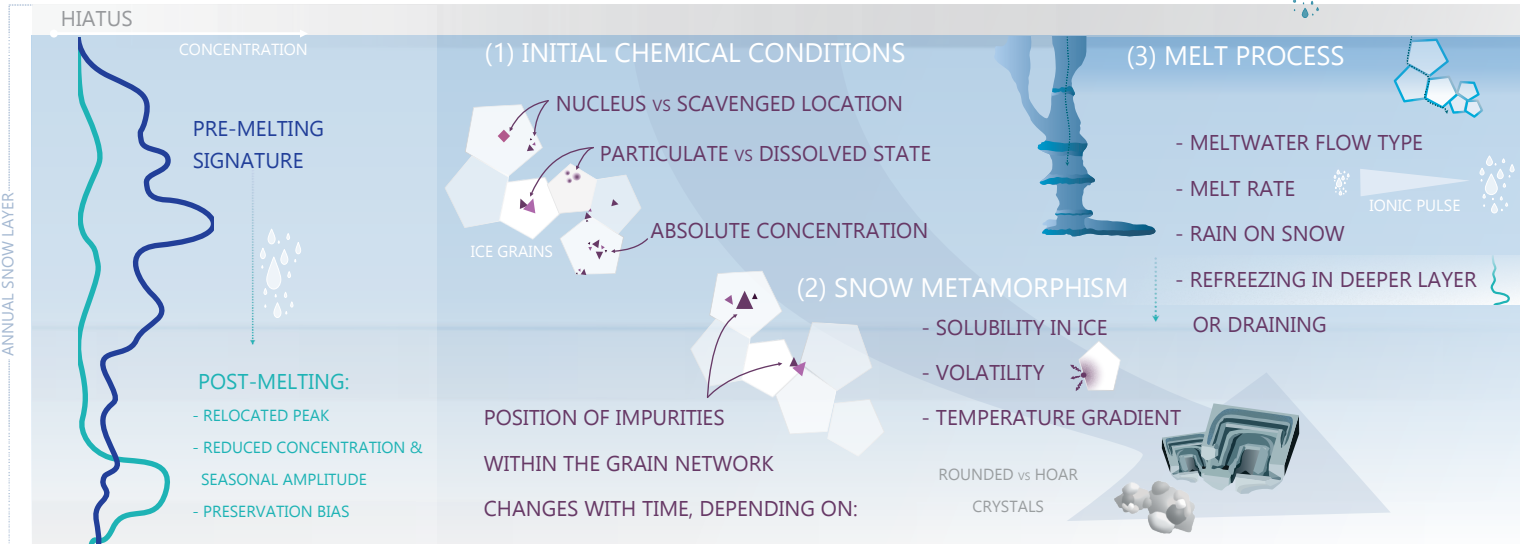 HIATUS
CONCENTRATION
ANNUAL SNOW LAYER
PRE-MELTING
SIGNATURE
POST-MELTING:
- RELOCATED PEAK
- REDUCED CONCENTRATION &
SEASONAL AMPLITUDE
- PRESERVATION BIAS
(1) INITIAL CHEMICAL CONDITIONS
NUCLEUS vs SCAVENGED LOCATION
PARTICULATE vs DISSOLVED STATE
ABSOLUTE CONCENTRATION
ICE GRAINS
(2) SNOW METAMORPHISM
POSITION OF IMPURITIES
WITHIN THE GRAIN NETWORK
CHANGES WITH TIME, DEPENDING ON:
- SOLUBILITY IN ICE
- VOLATILITY
- TEMPERATURE GRADIENT
ROUNDED vs HOAR
CRYSTALS
(3) MELT PROCESS
- MELTWATER FLOW TYPE
- MELT RATE
IONIC PULSE
- RAIN ON SNOW
- REFREEZING IN DEEPER LAYER
OR DRAINING